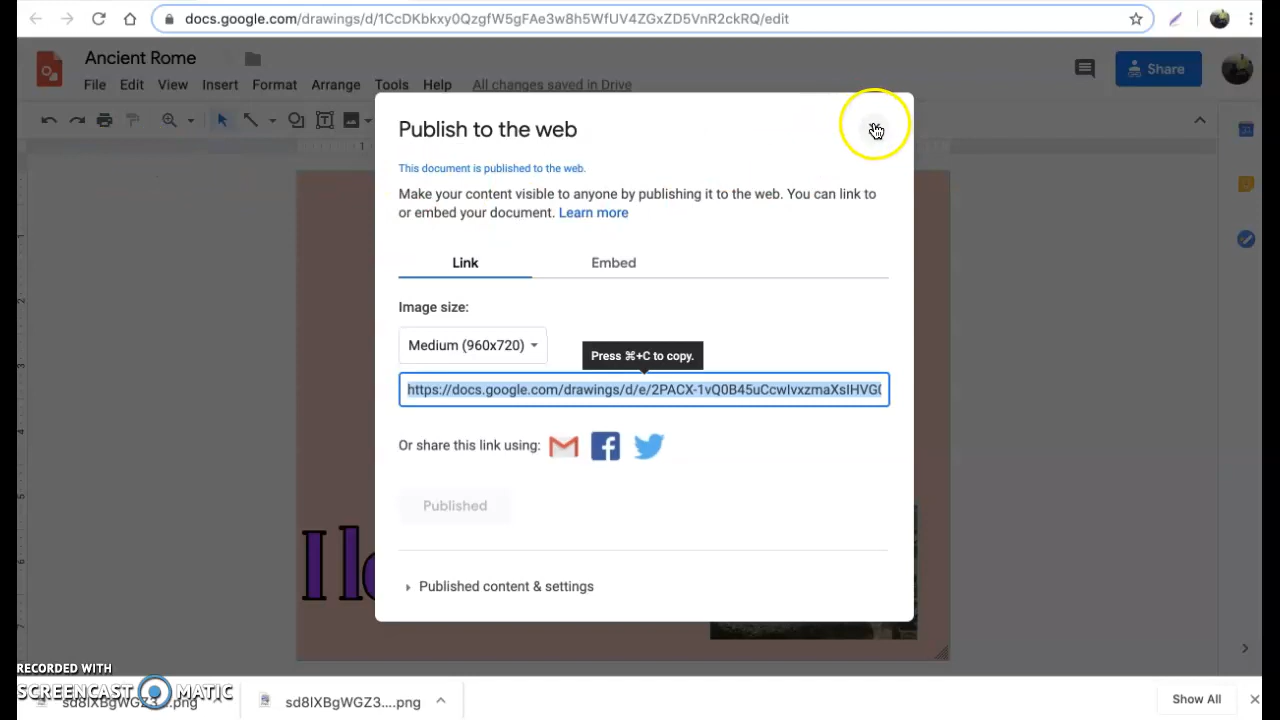 docs.google.com/drawings/d/1CcDKbkxy0QzgfW5gFAe3w8h5WfUV4ZGxZD5VnR2ckRQ/edit
Ancient Rome
File Edit View Insert Format Arrange Tools Help All changes saved in Drive
Share
Publish to the web
This document is published to the web.
Make your content visible to anyone by publishing it to the web. You can link to
or embed your document. Learn more
Link Embed
Image size:
Medium (960x720)
Press ⌘+C to copy.
https://docs.google.com/drawings/d/e/2PACX-1vQ0B45uCcwIvxzmaXsIHVG
Or share this link using:
Published
Published content & settings
I lo
RECORDED WITH
SCREENCAST MATIC
sd8lXBgWGZ3....png
sd8lXBgWGZ3....png
Show All